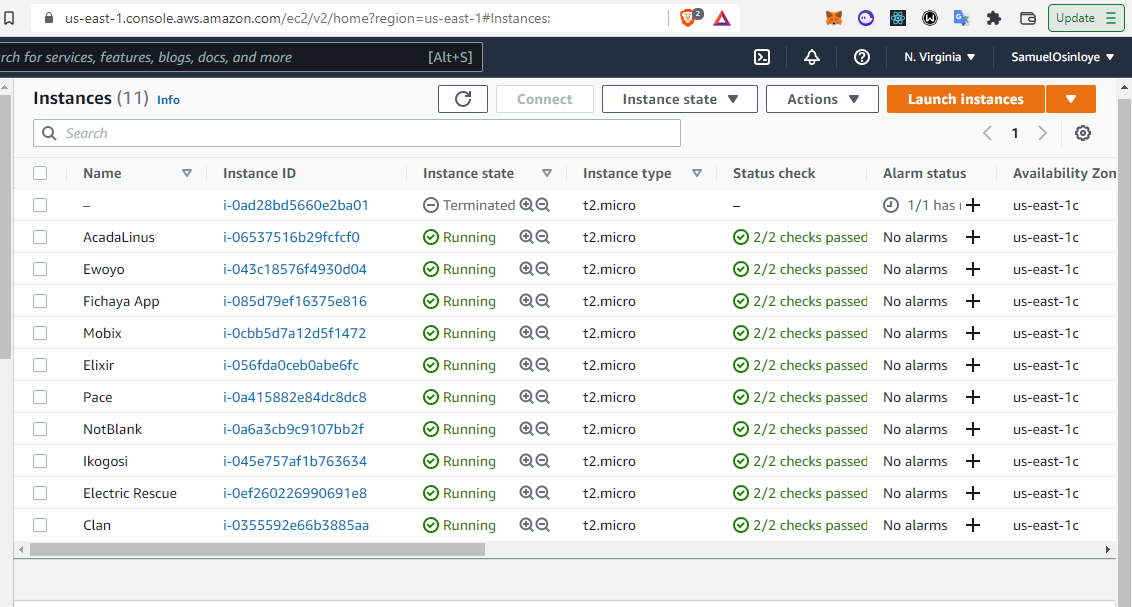 us-east-1.console.aws.amazon.com/ec2/v2/home?region=us-east-1#Instances:
2
Update
rch for services, features, blogs, docs, and more [Alt+S]
N. Virginia ▼ SamuelOsinloye ▼
Instances (11) Info
Connect Instance state ▼ Actions ▼ Launch instances ▼
Search
1
Name Instance ID Instance state Instance type Status check Alarm status Availability Zon
– i-0ad28bd5660e2ba01 Terminated t2.micro – 1/1 has + us-east-1c
AcadaLinus i-06537516b29fcfcf0 Running t2.micro 2/2 checks passed No alarms + us-east-1c
Ewoyo i-043c18576f4930d04 Running t2.micro 2/2 checks passed No alarms + us-east-1c
Fichaya App i-085d79ef16375e816 Running t2.micro 2/2 checks passed No alarms + us-east-1c
Mobix i-0cbb5d7a12d5f1472 Running t2.micro 2/2 checks passed No alarms + us-east-1c
Elixir i-056fda0ceb0abe6fc Running t2.micro 2/2 checks passed No alarms + us-east-1c
Pace i-0a415882e84dc8dc8 Running t2.micro 2/2 checks passed No alarms + us-east-1c
NotBlank i-0a6a3cb9c9107bb2f Running t2.micro 2/2 checks passed No alarms + us-east-1c
Ikogosi i-045e757af1b763634 Running t2.micro 2/2 checks passed No alarms + us-east-1c
Electric Rescue i-0ef260226990691e8 Running t2.micro 2/2 checks passed No alarms + us-east-1c
Clan i-0355592e66b3885aa Running t2.micro 2/2 checks passed No alarms + us-east-1c